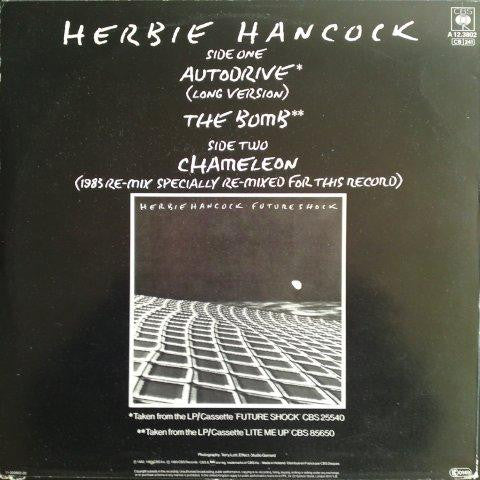 HERBIE HANCOCK
CBS
A 12.3802
CB 241
SIDE ONE
AUTODRIVE*
(LONG VERSION)
THE BOMB**
SIDE TWO
CHAMELEON
(1983 RE-MIX SPECIALLY RE-MIXED FOR THIS RECORD)
HERBIE HANCOCK FUTURE SHOCK
*Taken from the LP/Cassette 'FUTURE SHOCK' CBS 25540
**Taken from the LP/Cassette 'LITE ME UP' CBS 85650